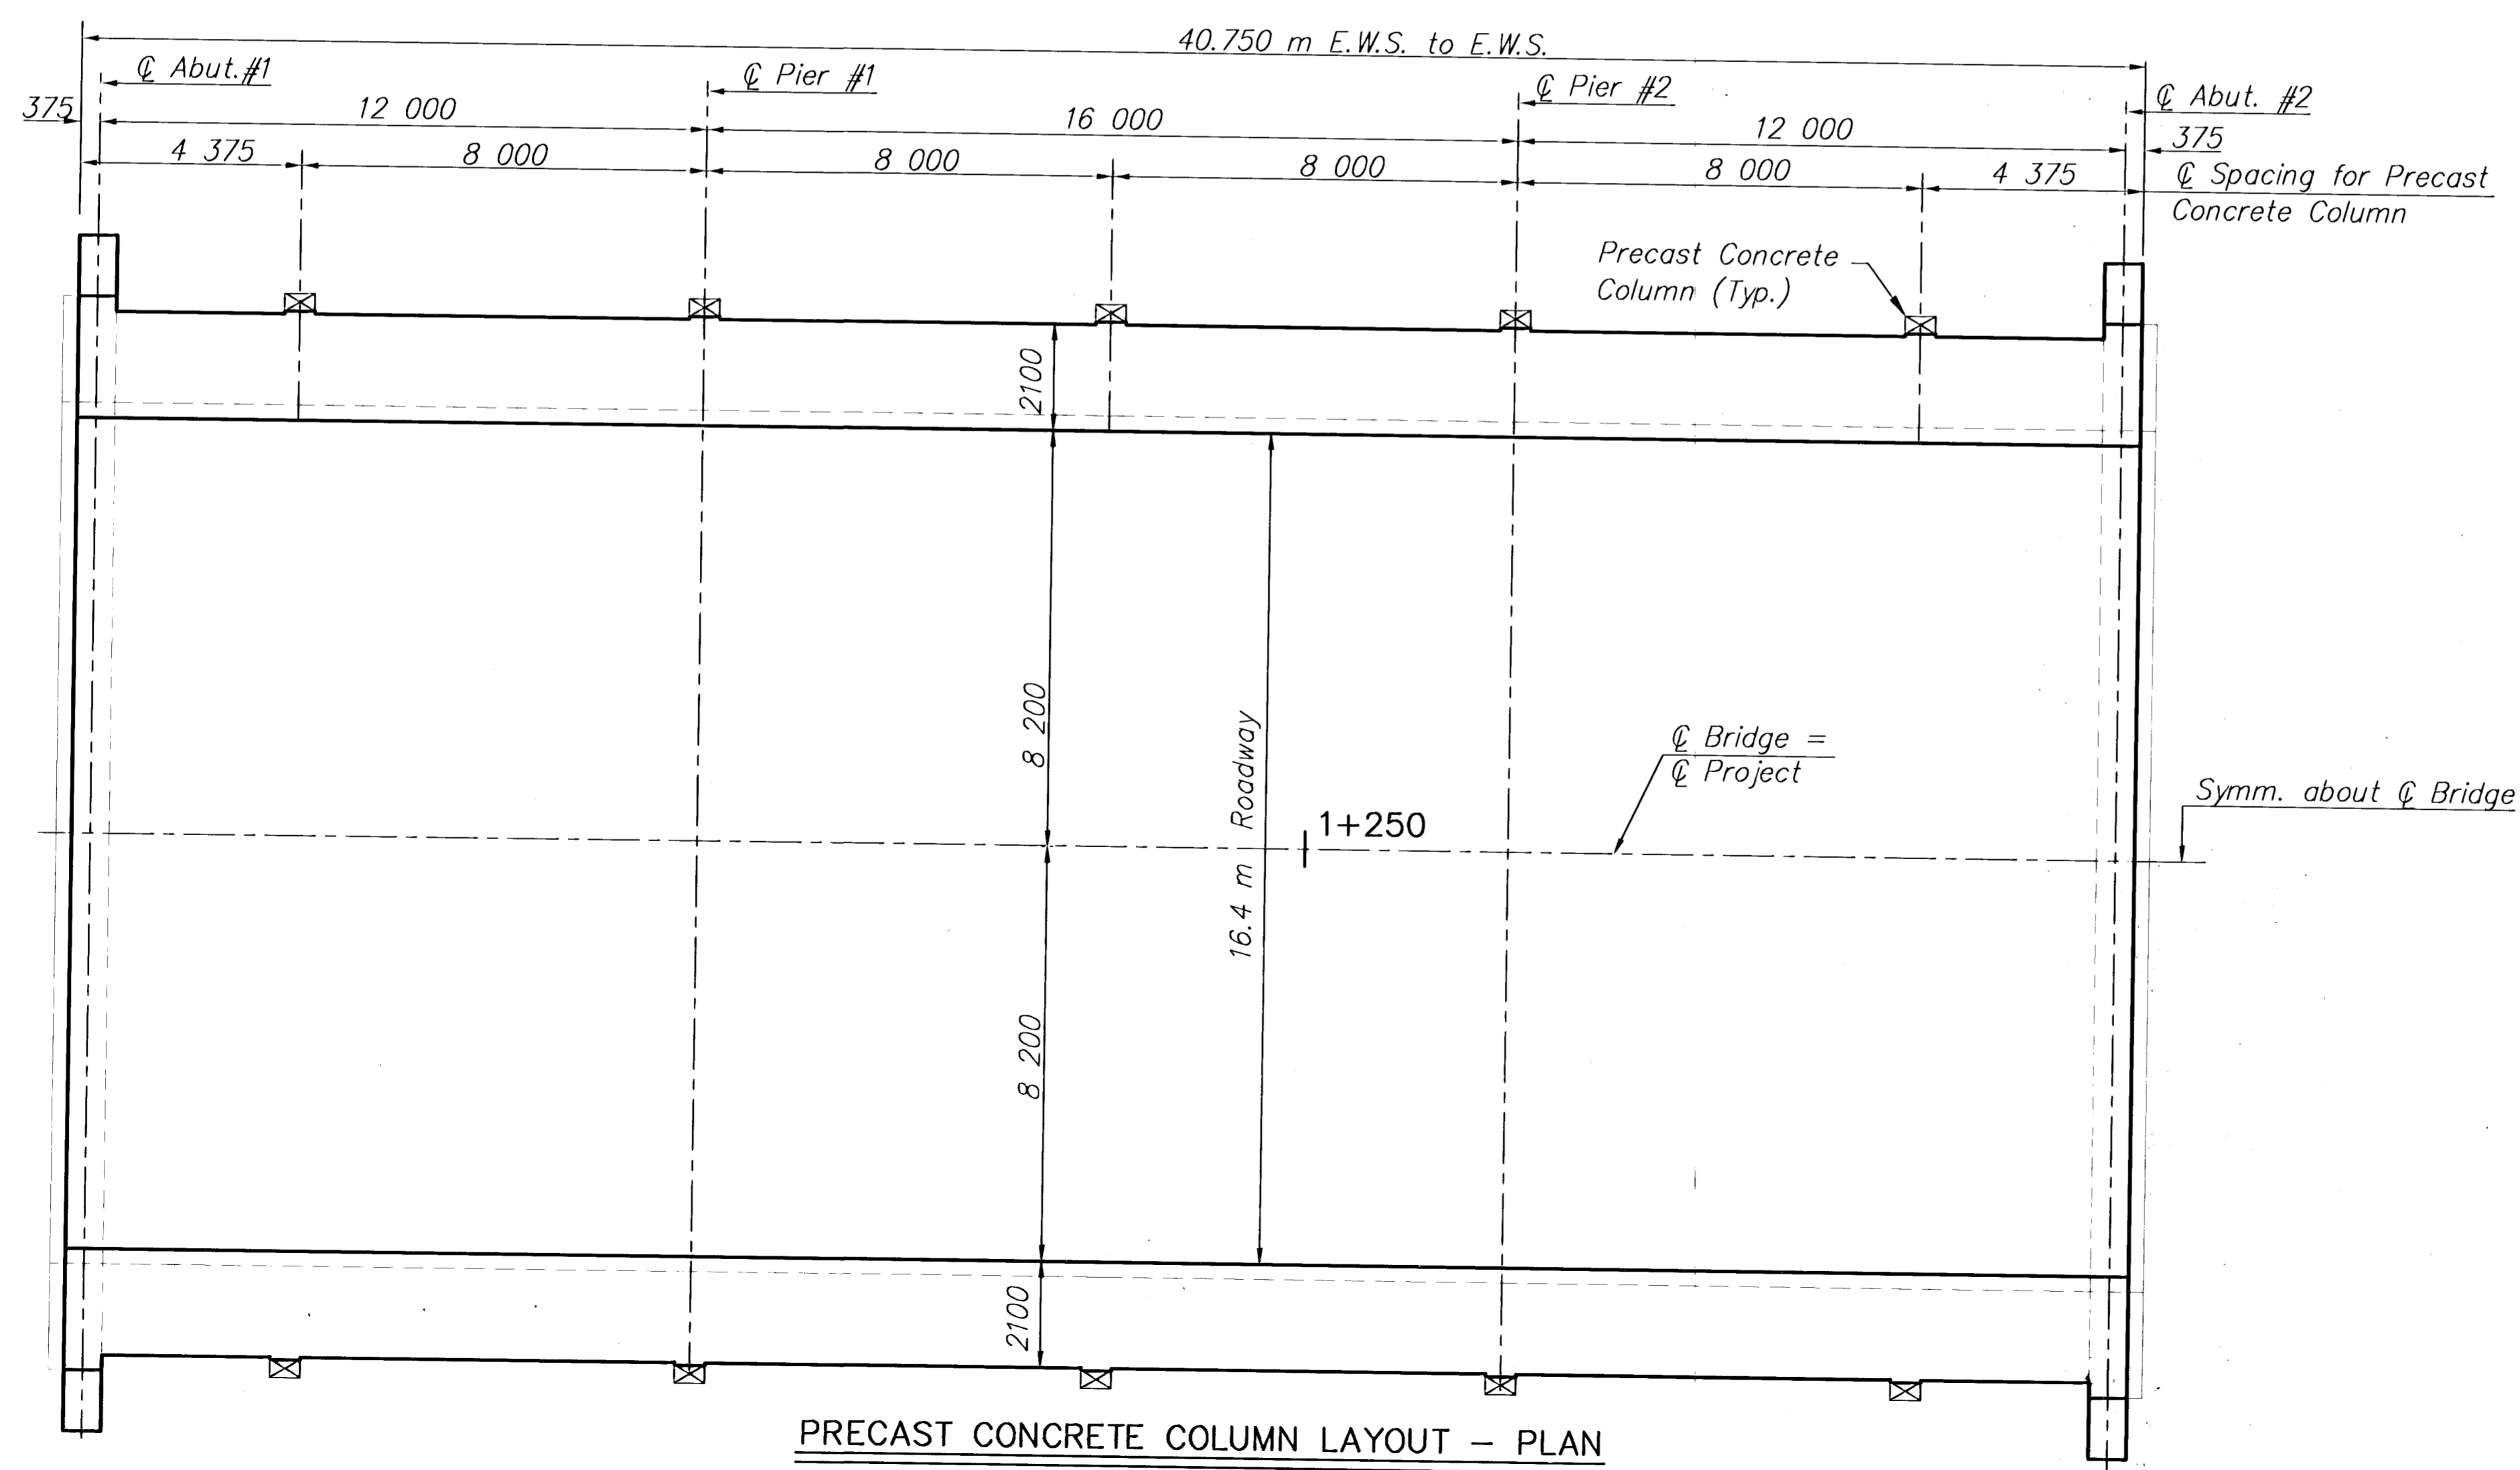 40.750 m E.W.S. to E.W.S.
℄ Abut.#1
℄ Pier #1
℄ Pier #2
℄ Abut. #2
375
12 000
16 000
12 000
375
4 375
8 000
8 000
8 000
8 000
4 375
℄ Spacing for Precast
Concrete Column
Precast Concrete
Column (Typ.)
2100
8 200
16.4 m Roadway
℄ Bridge =
℄ Project
Symm. about ℄ Bridge
1+250
8 200
2100
PRECAST CONCRETE COLUMN LAYOUT – PLAN